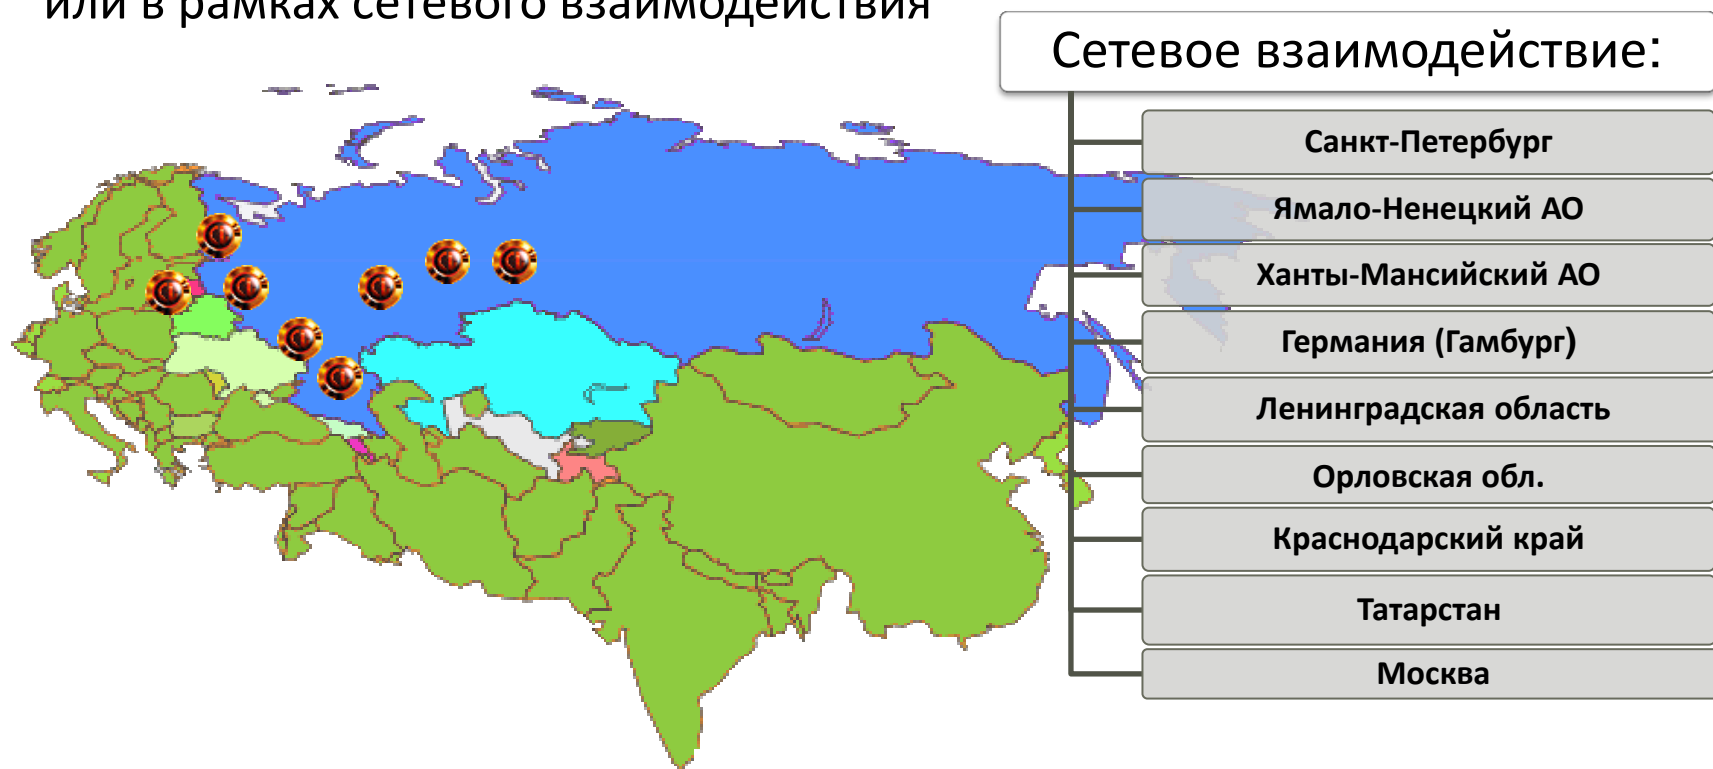 или в рамках сетевого взаимодействия
Сетевое взаимодействие:
Санкт-Петербург
Ямало-Ненецкий АО
Ханты-Мансийский АО
Германия (Гамбург)
Ленинградская область
Орловская обл.
Краснодарский край
Татарстан
Москва